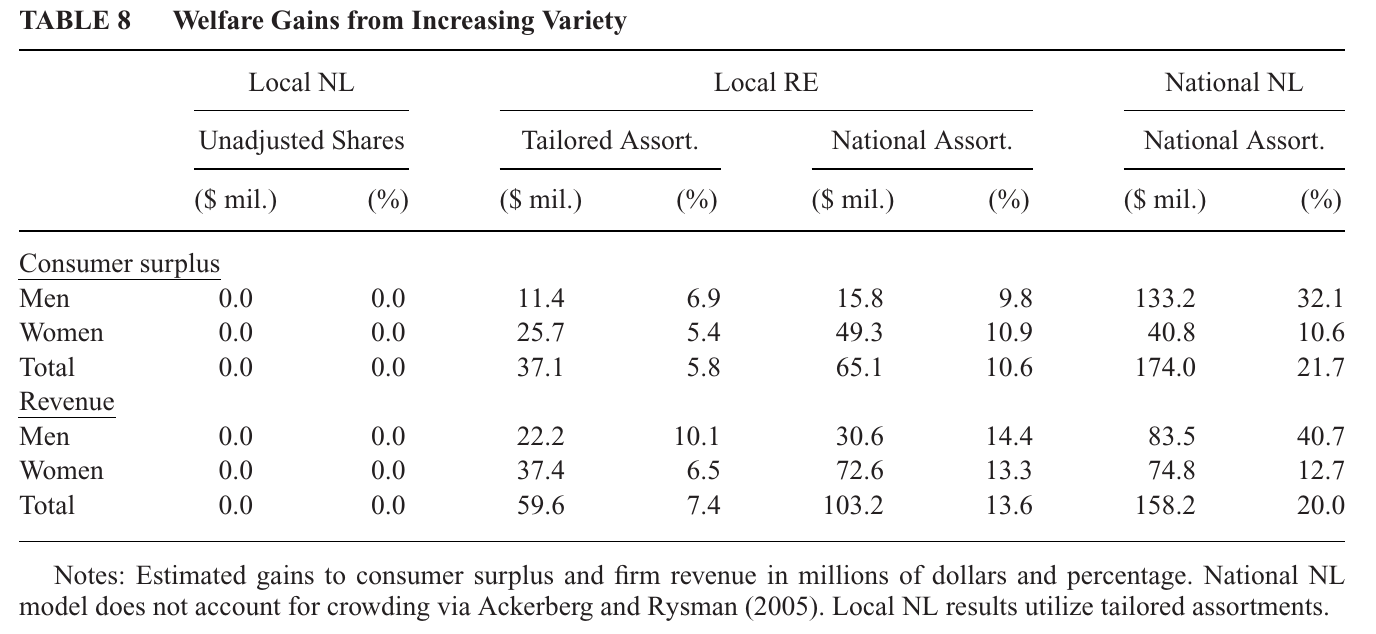 TABLE 8 Welfare Gains from Increasing Variety
Local NL Local RE National NL
Unadjusted Shares Tailored Assort. National Assort. National Assort.
($ mil.) (%) ($ mil.) (%) ($ mil.) (%) ($ mil.) (%)
Consumer surplus
Men 0.0 0.0 11.4 6.9 15.8 9.8 133.2 32.1
Women 0.0 0.0 25.7 5.4 49.3 10.9 40.8 10.6
Total 0.0 0.0 37.1 5.8 65.1 10.6 174.0 21.7
Revenue
Men 0.0 0.0 22.2 10.1 30.6 14.4 83.5 40.7
Women 0.0 0.0 37.4 6.5 72.6 13.3 74.8 12.7
Total 0.0 0.0 59.6 7.4 103.2 13.6 158.2 20.0
Notes: Estimated gains to consumer surplus and firm revenue in millions of dollars and percentage. National NL
model does not account for crowding via Ackerberg and Rysman (2005). Local NL results utilize tailored assortments.